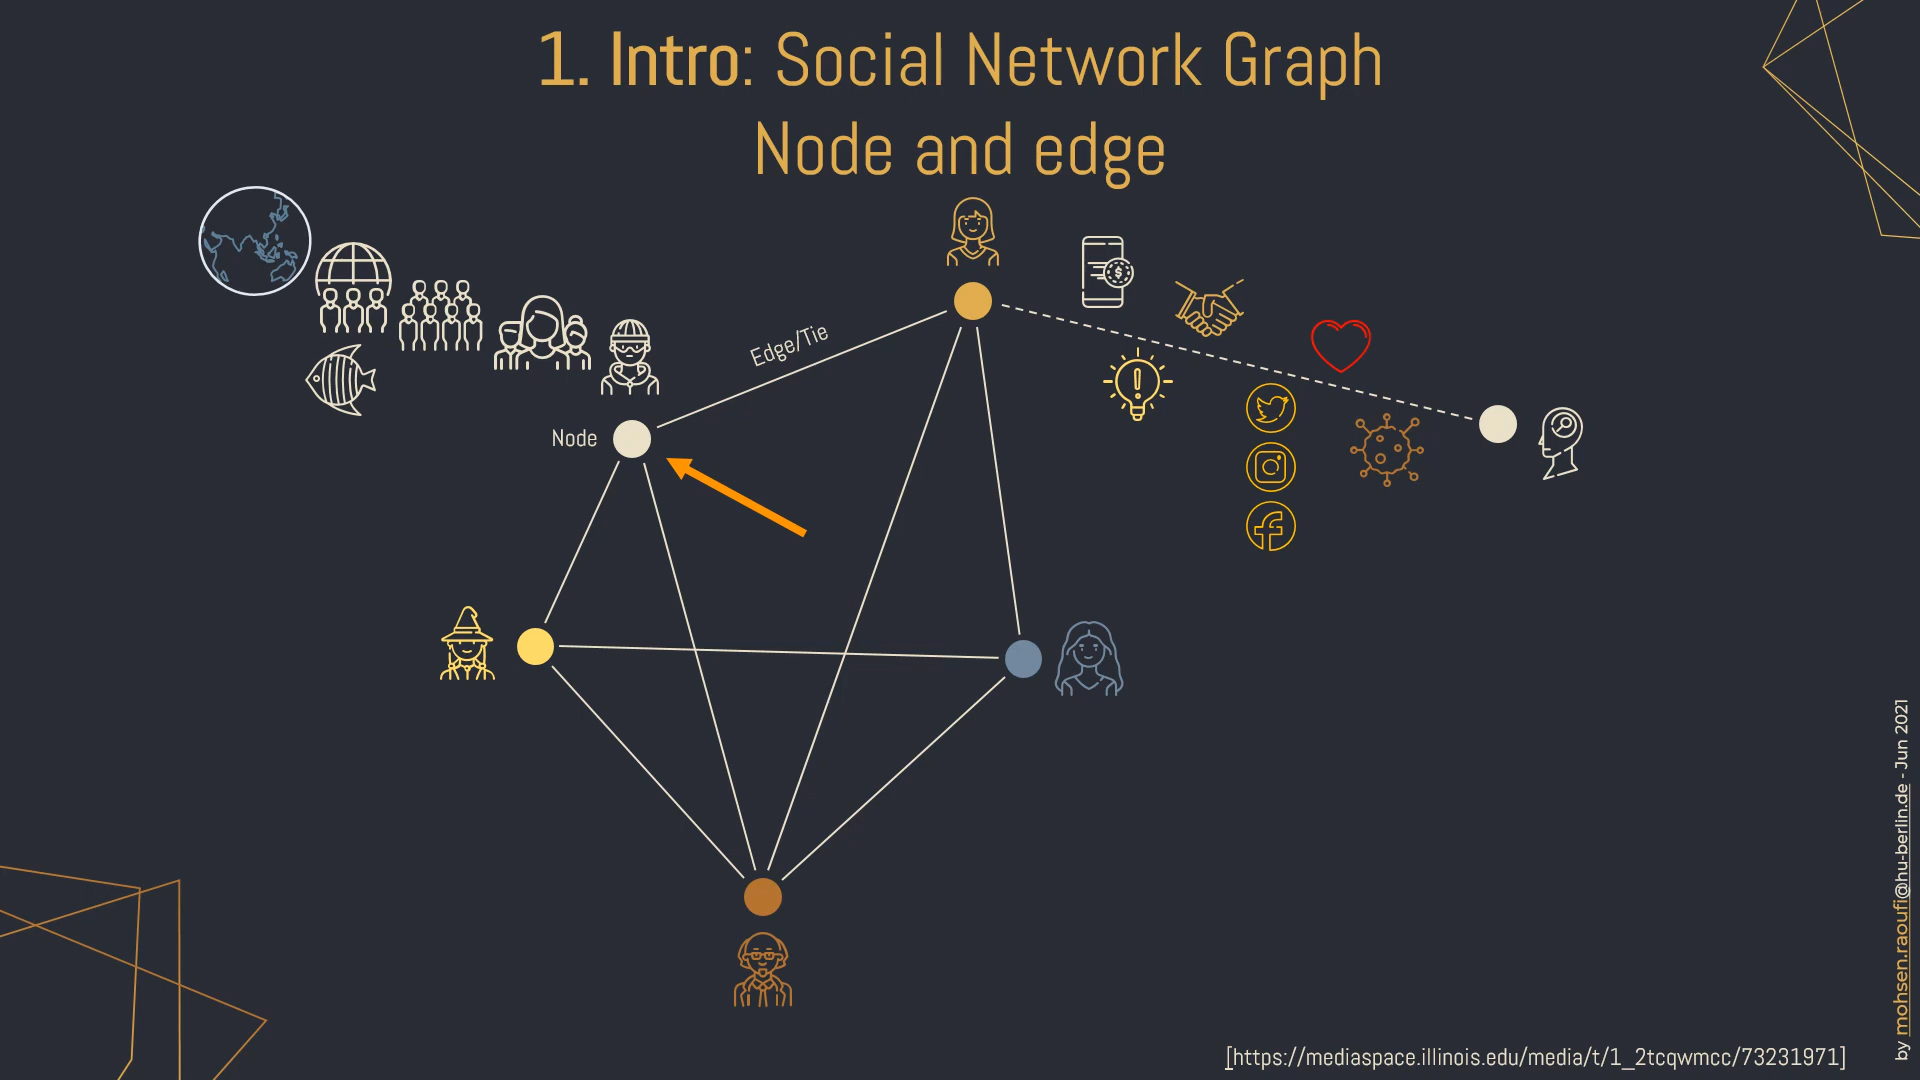 1. Intro: Social Network Graph
Node and edge
Edge/Tie
Node
$
by mohsen.raoufi@hu-berlin.de - Jun 2021
[https://mediaspace.illinois.edu/media/t/1_2tcqwmcc/73231971]